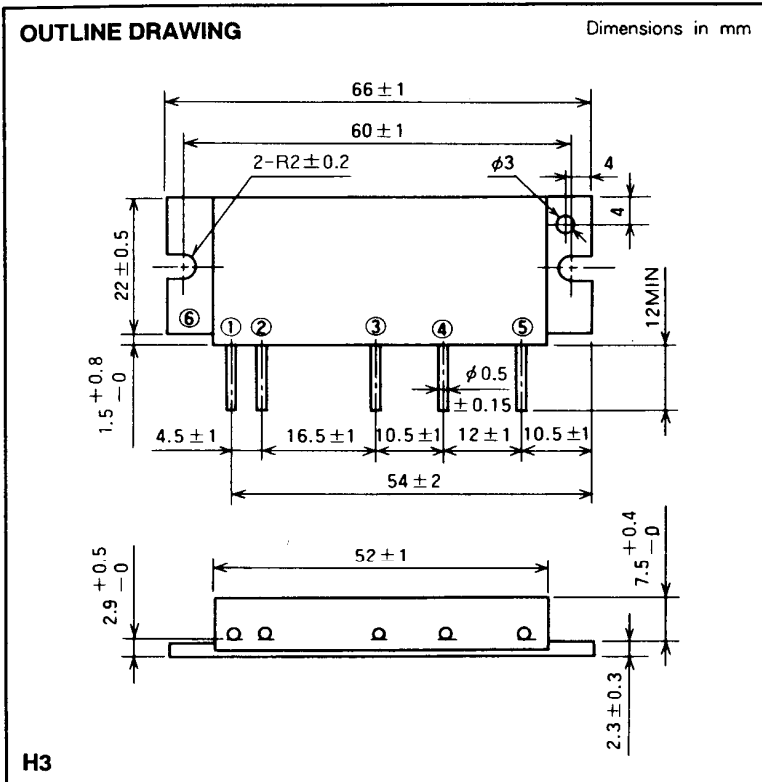 OUTLINE DRAWING
Dimensions in mm
66±1
60±1
2-R2±0.2
φ3
4
4
22±0.5
12MIN
⑥
① ② ③ ④ ⑤
φ0.5
±0.15
1.5 +0.8 −0
4.5±1
16.5±1
10.5±1
12±1
10.5±1
54±2
52±1
2.9 +0.5 −0
7.5 +0.4 −0
2.3±0.3
H3